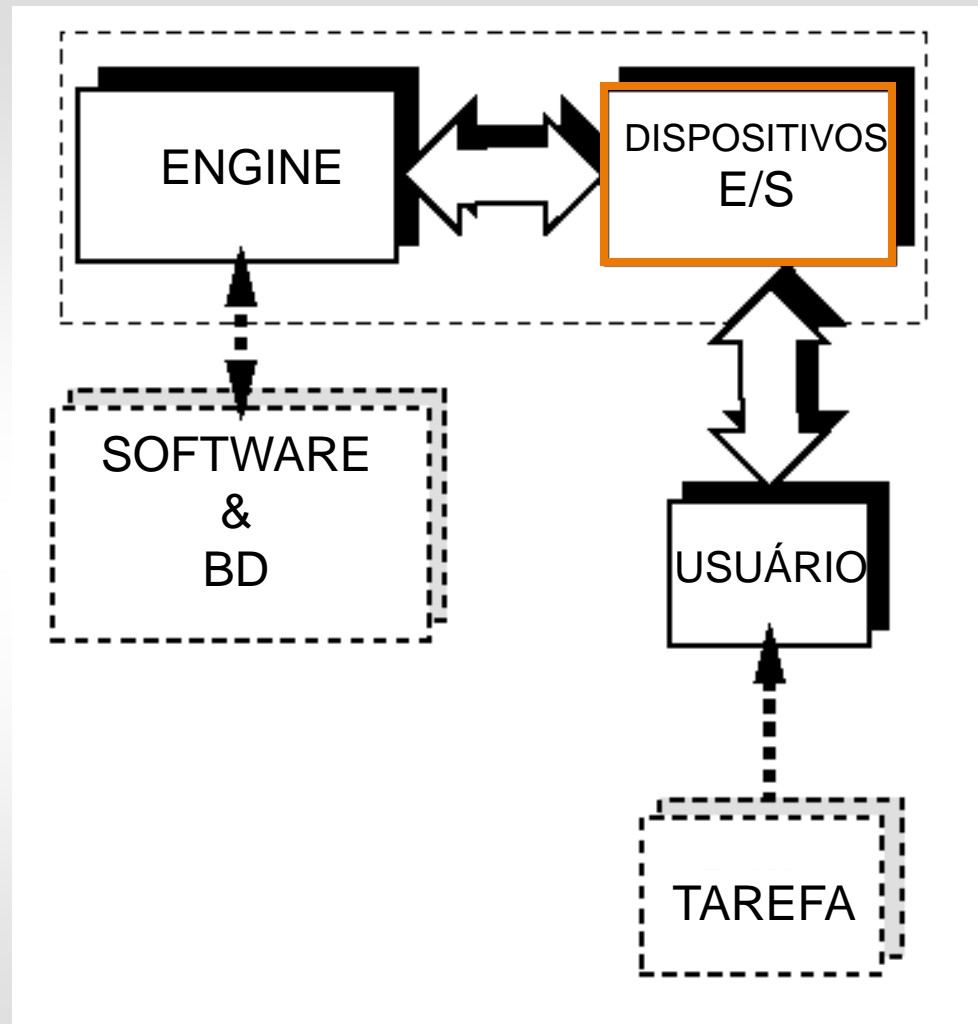 ENGINE
DISPOSITIVOS
E/S
SOFTWARE
&
BD
USUÁRIO
TAREFA